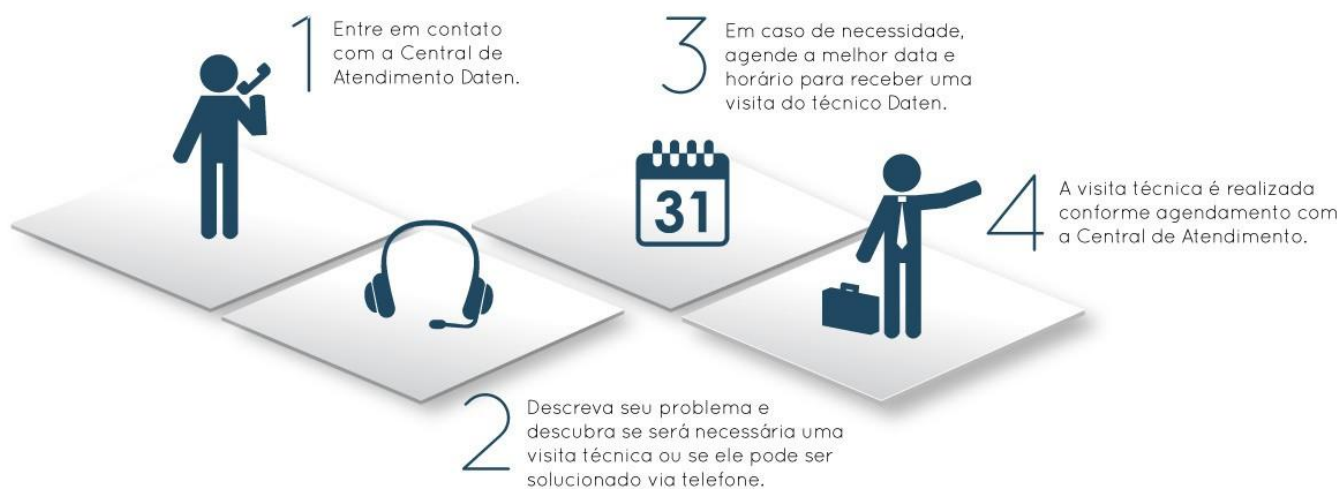 1
Entre em contato
com a Central de
Atendimento Daten.
2
Descreva seu problema e
descubra se será necessária uma
visita técnica ou se ele pode ser
solucionado via telefone.
3
Em caso de necessidade,
agende a melhor data e
horário para receber uma
visita do técnico Daten.
31
4
A visita técnica é realizada
conforme agendamento com
a Central de Atendimento.